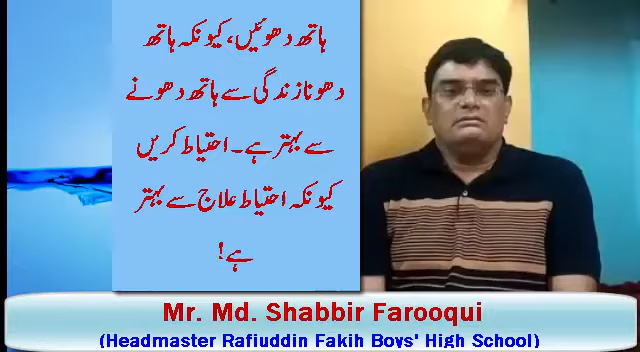 ہاتھ دھوئیں، کیونکہ ہاتھ
دھونا زندگی سے ہاتھ دھونے
سے بہتر ہے۔ احتیاط کریں
کیونکہ احتیاط علاج سے بہتر
ہے!
Mr. Md. Shabbir Farooqui
(Headmaster Rafiuddin Fakih Boys' High School)